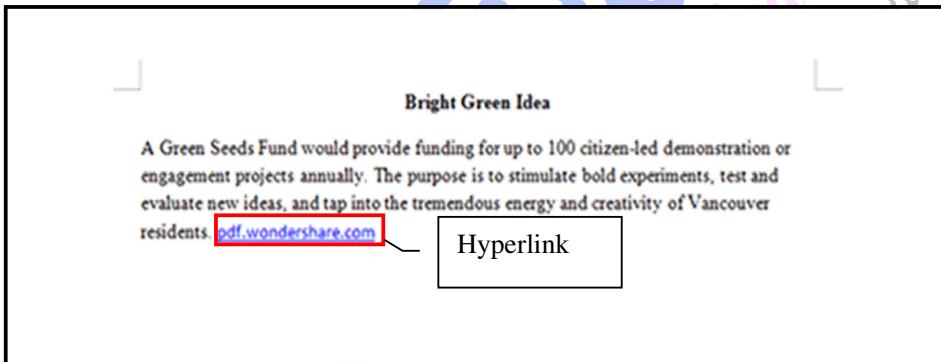 Bright Green Idea
A Green Seeds Fund would provide funding for up to 100 citizen-led demonstration or
engagement projects annually. The purpose is to stimulate bold experiments, test and
evaluate new ideas, and tap into the tremendous energy and creativity of Vancouver
residents. pdf.wondershare.com
Hyperlink